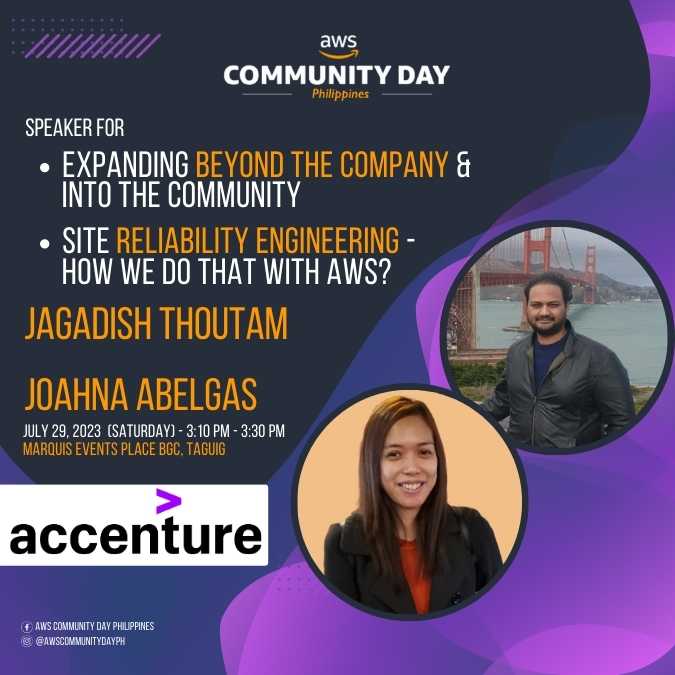 aws
COMMUNITY DAY
Philippines
SPEAKER FOR
• EXPANDING BEYOND THE COMPANY &
INTO THE COMMUNITY
• SITE RELIABILITY ENGINEERING -
HOW WE DO THAT WITH AWS?
JAGADISH THOUTAM
JOAHNA ABELGAS
JULY 29, 2023 (SATURDAY) - 3:10 PM - 3:30 PM
MARQUIS EVENTS PLACE BGC, TAGUIG
accenture
AWS COMMUNITY DAY PHILIPPINES
@AWSCOMMUNITYDAYPH